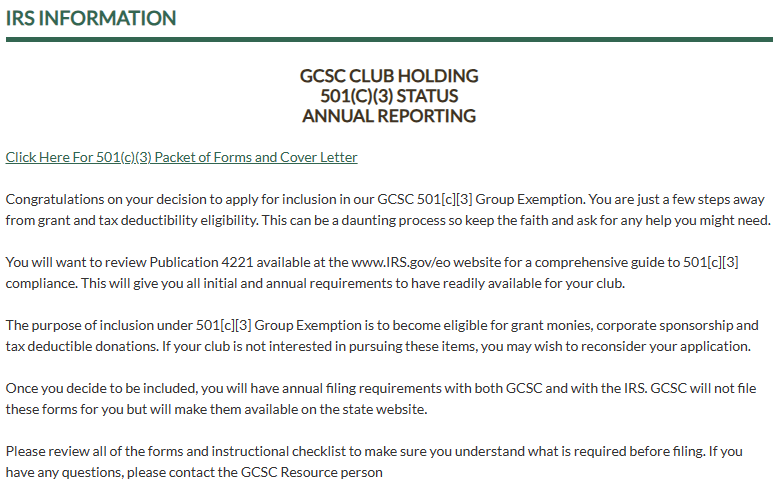 IRS INFORMATION
GCSC CLUB HOLDING
501(C)(3) STATUS
ANNUAL REPORTING
Click Here For 501(c)(3) Packet of Forms and Cover Letter
Congratulations on your decision to apply for inclusion in our GCSC 501[c][3] Group Exemption. You are just a few steps away
from grant and tax deductibility eligibility. This can be a daunting process so keep the faith and ask for any help you might need.
You will want to review Publication 4221 available at the www.IRS.gov/eo website for a comprehensive guide to 501[c][3]
compliance. This will give you all initial and annual requirements to have readily available for your club.
The purpose of inclusion under 501[c][3] Group Exemption is to become eligible for grant monies, corporate sponsorship and
tax deductible donations. If your club is not interested in pursuing these items, you may wish to reconsider your application.
Once you decide to be included, you will have annual filing requirements with both GCSC and with the IRS. GCSC will not file
these forms for you but will make them available on the state website.
Please review all of the forms and instructional checklist to make sure you understand what is required before filing. If you
have any questions, please contact the GCSC Resource person